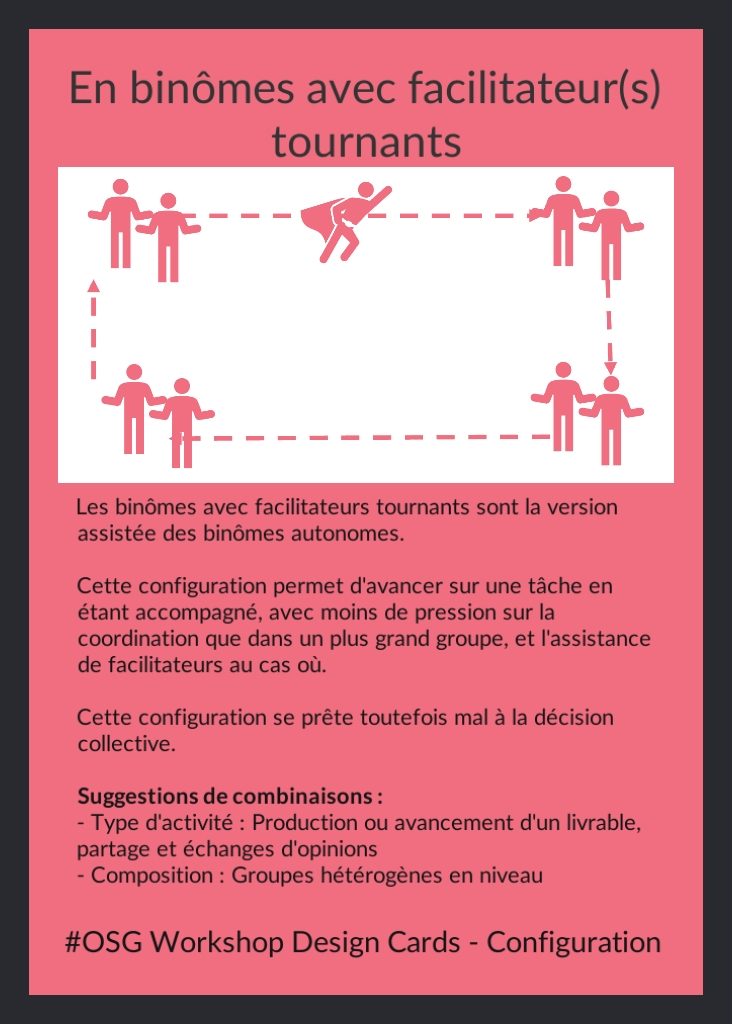 En binômes avec facilitateur(s)
tournants
Les binômes avec facilitateurs tournants sont la version
assistée des binômes autonomes.
Cette configuration permet d'avancer sur une tâche en
étant accompagné, avec moins de pression sur la
coordination que dans un plus grand groupe, et l'assistance
de facilitateurs au cas où.
Cette configuration se prête toutefois mal à la décision
collective.
Suggestions de combinaisons :
- Type d'activité : Production ou avancement d'un livrable,
partage et échanges d'opinions
- Composition : Groupes hétérogènes en niveau
#OSG Workshop Design Cards - Configuration